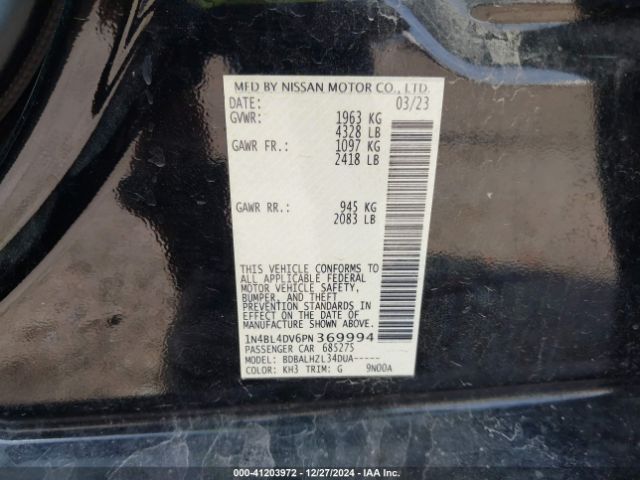 MFD BY NISSAN MOTOR CO., LTD.
DATE: 03/23
GVWR: 1963 KG
4328 LB
GAWR FR.: 1097 KG
2418 LB
GAWR RR.: 945 KG
2083 LB
THIS VEHICLE CONFORMS TO
ALL APPLICABLE FEDERAL
MOTOR VEHICLE SAFETY,
BUMPER, AND THEFT
PREVENTION STANDARDS IN
EFFECT ON THE DATE OF
MANUFACTURE SHOWN ABOVE.
1N4BL4DV6PN369994
PASSENGER CAR 685275
MODEL: BDBALHZL34DUA-----
COLOR: KH3 TRIM: G 9N00A
000-41203972 - 12/27/2024 - IAA Inc.